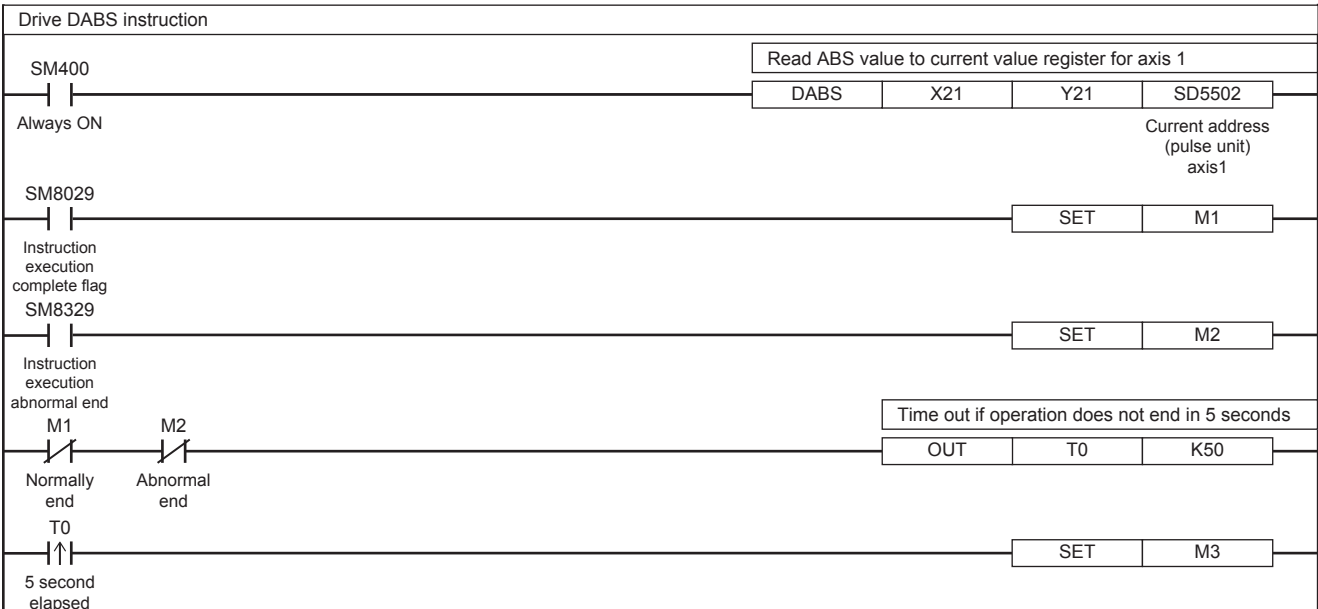 Drive DABS instruction
Read ABS value to current value register for axis 1
SM400
DABS X21 Y21 SD5502
Always ON
Current address
(pulse unit)
axis1
SM8029
SET M1
Instruction
execution
complete flag
SM8329
SET M2
Instruction
execution
abnormal end
Time out if operation does not end in 5 seconds
M1 M2
OUT T0 K50
Normally
end
Abnormal
end
T0
SET M3
5 second
elapsed